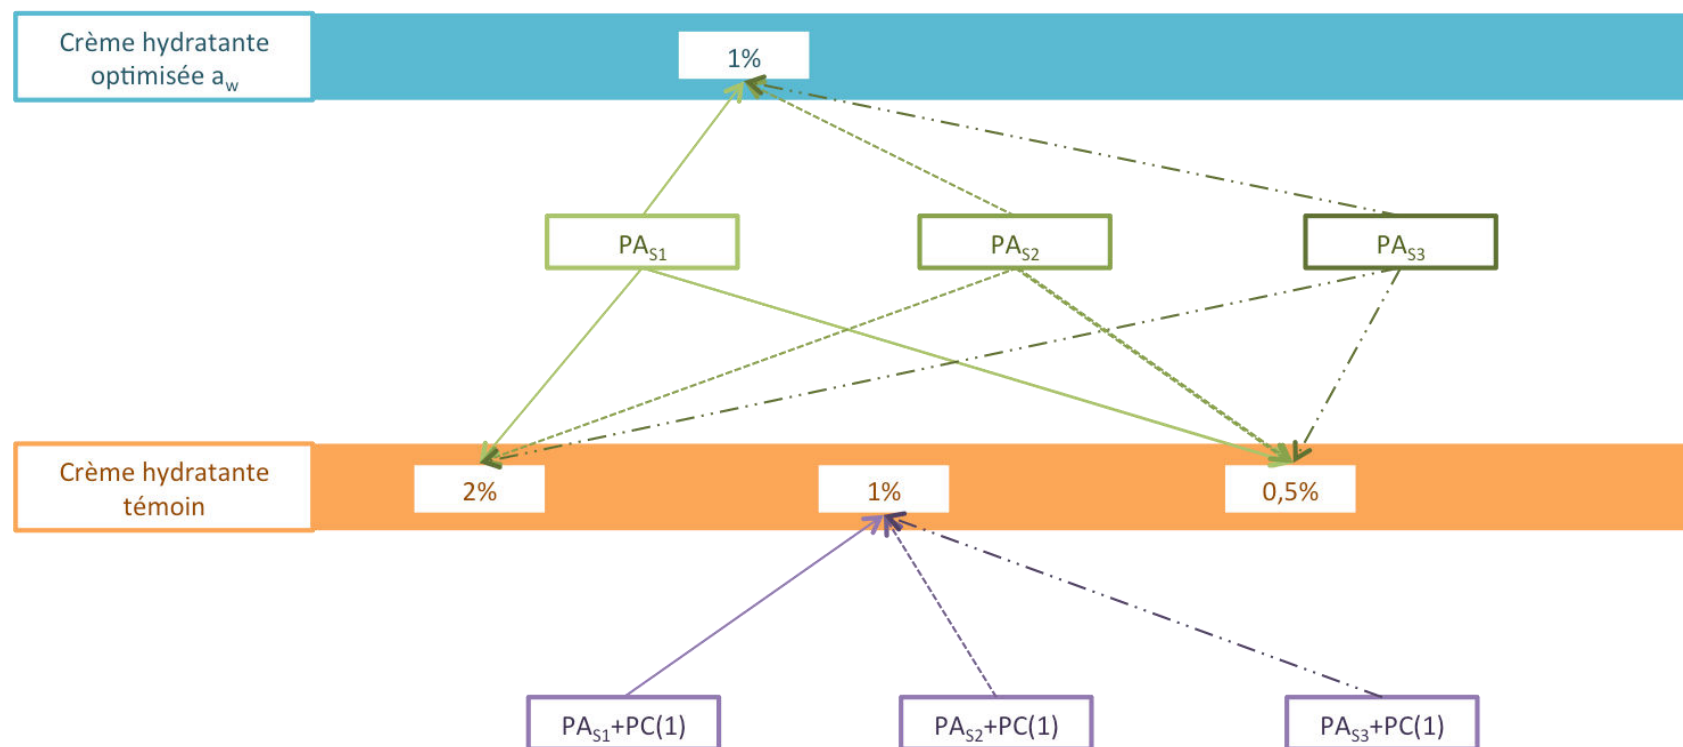 Crème hydratante
optimisée aw
1%
PAS1
PAS2
PAS3
Crème hydratante
témoin
2%
1%
0,5%
PAS1+PC(1)
PAS2+PC(1)
PAS3+PC(1)